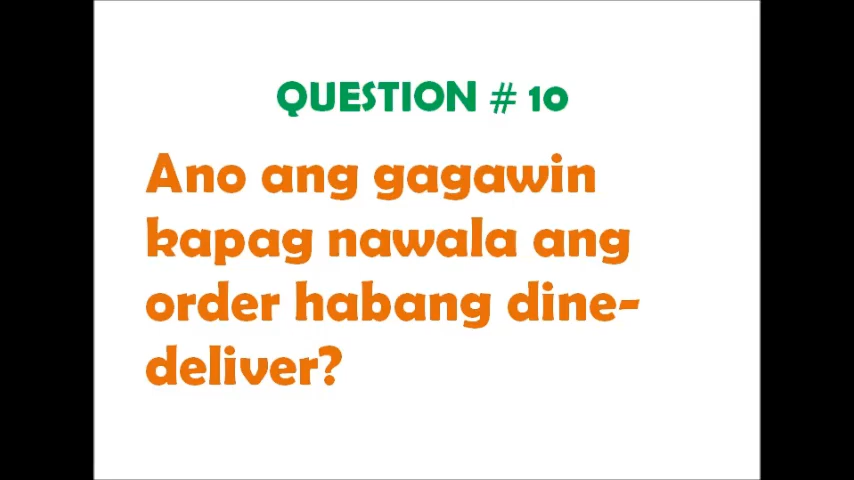 QUESTION # 10
Ano ang gagawin
kapag nawala ang
order habang dine-
deliver?